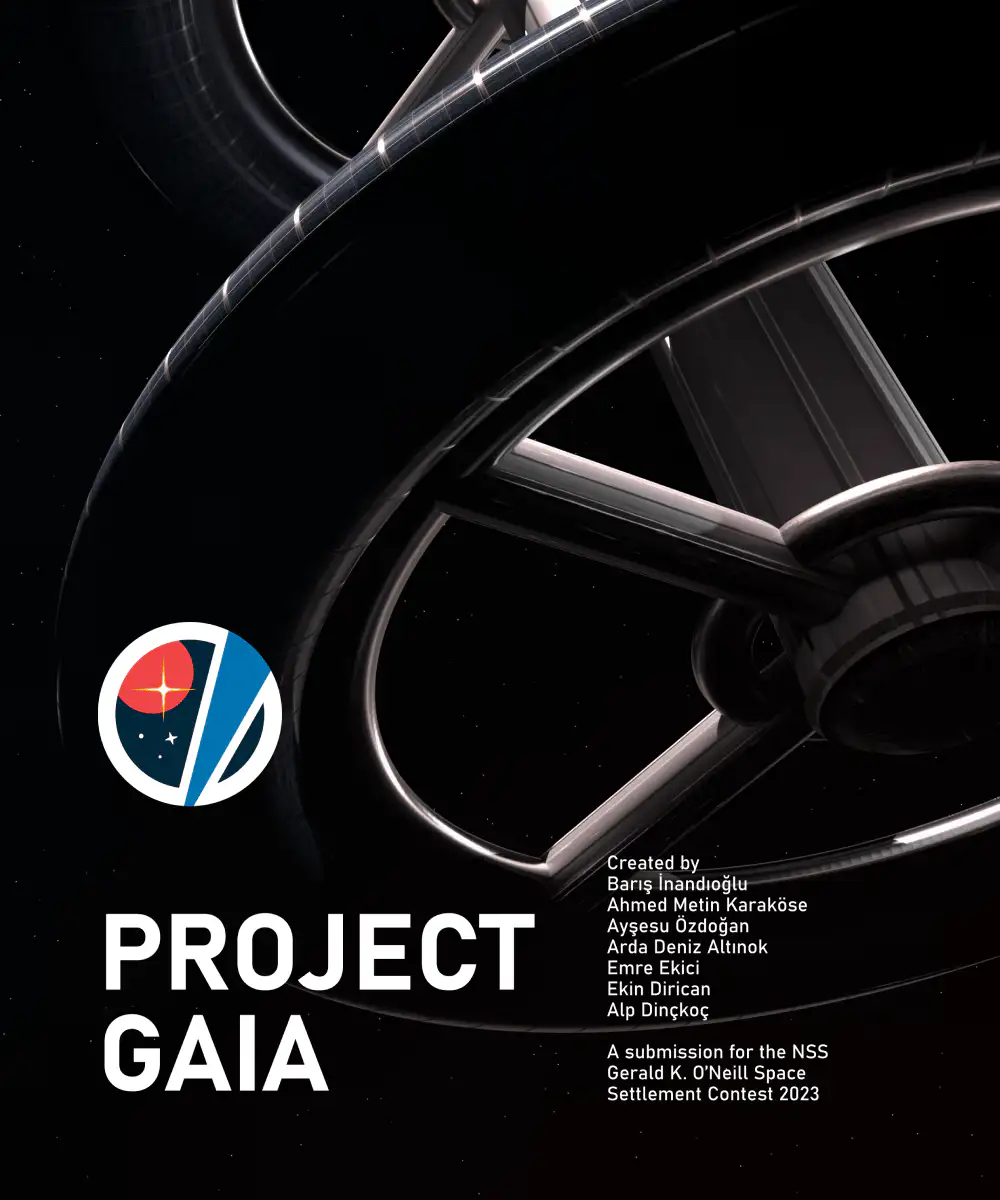 PROJECT
GAIA
Created by
Barış İnandıoğlu
Ahmed Metin Karaköse
Ayşesu Özdoğan
Arda Deniz Altınok
Emre Ekici
Ekin Dirican
Alp Dinçkoç
A submission for the NSS
Gerald K. O’Neill Space
Settlement Contest 2023